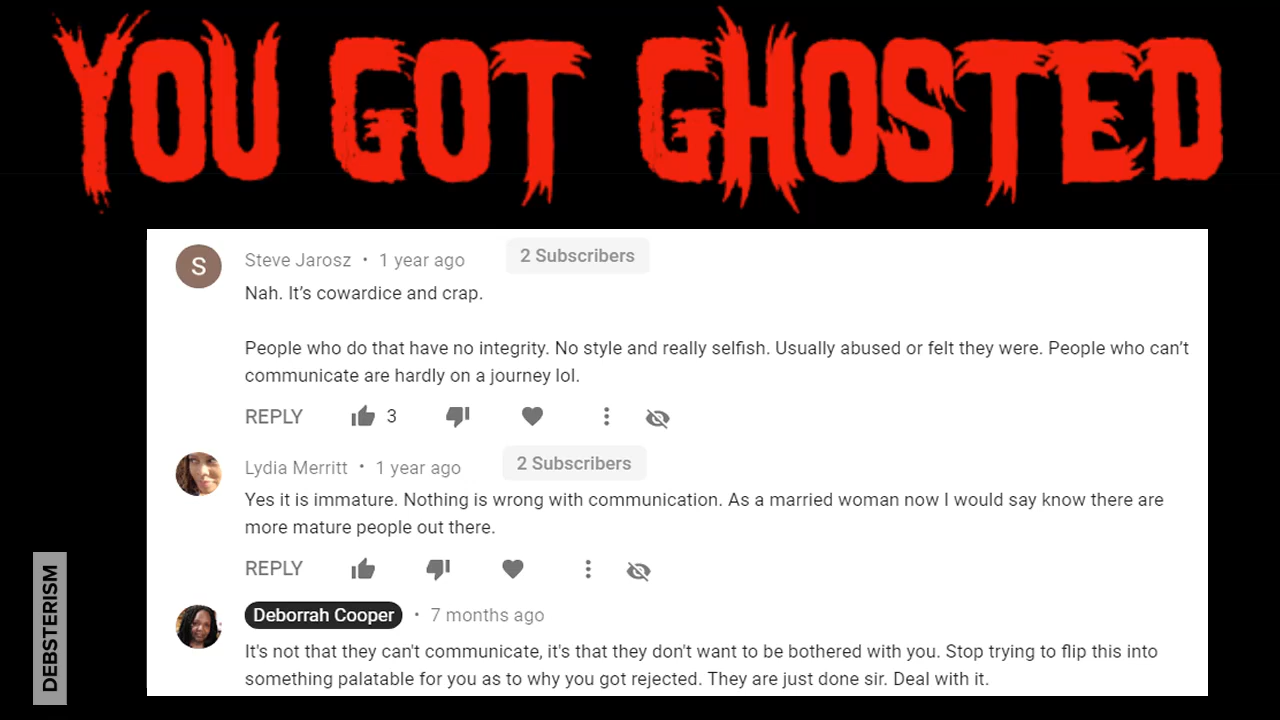 YOU GOT GHOSTED
S
Steve Jarosz • 1 year ago
2 Subscribers
Nah. It’s cowardice and crap.
People who do that have no integrity. No style and really selfish. Usually abused or felt they were. People who can’t
communicate are hardly on a journey lol.
REPLY 3
Lydia Merritt • 1 year ago
2 Subscribers
Yes it is immature. Nothing is wrong with communication. As a married woman now I would say know there are
more mature people out there.
REPLY
Deborrah Cooper • 7 months ago
It's not that they can't communicate, it's that they don't want to be bothered with you. Stop trying to flip this into
something palatable for you as to why you got rejected. They are just done sir. Deal with it.
DEBSTERISM